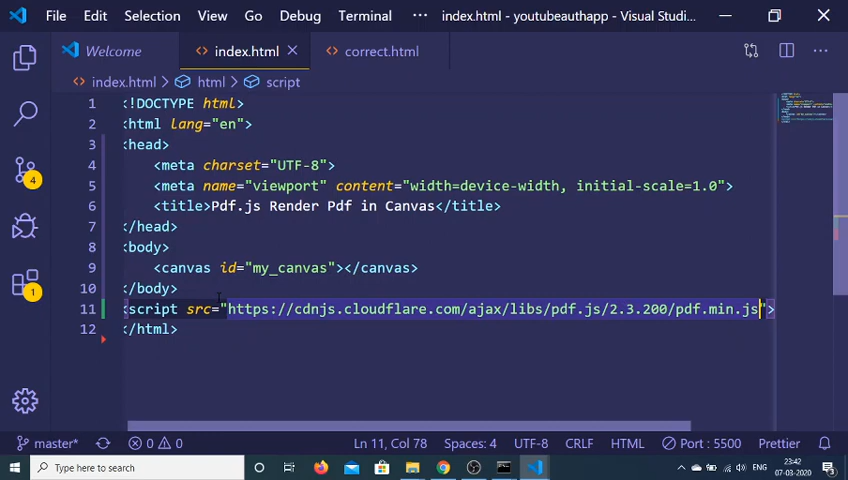 File Edit Selection View Go Debug Terminal ··· index.html - youtubeauthapp - Visual Studi...
Welcome index.html correct.html
index.html > html > script
1 <!DOCTYPE html>
2 <html lang="en">
3 <head>
4 <meta charset="UTF-8">
5 <meta name="viewport" content="width=device-width, initial-scale=1.0">
6 <title>Pdf.js Render Pdf in Canvas</title>
7 </head>
8 <body>
9 <canvas id="my_canvas"></canvas>
10 </body>
11 <script src="https://cdnjs.cloudflare.com/ajax/libs/pdf.js/2.3.200/pdf.min.js">
12 </html>
4
1
master* 0 0 Ln 11, Col 78 Spaces: 4 UTF-8 CRLF HTML Port : 5500 Prettier
Type here to search
ENG
23:42
07-03-2020
3